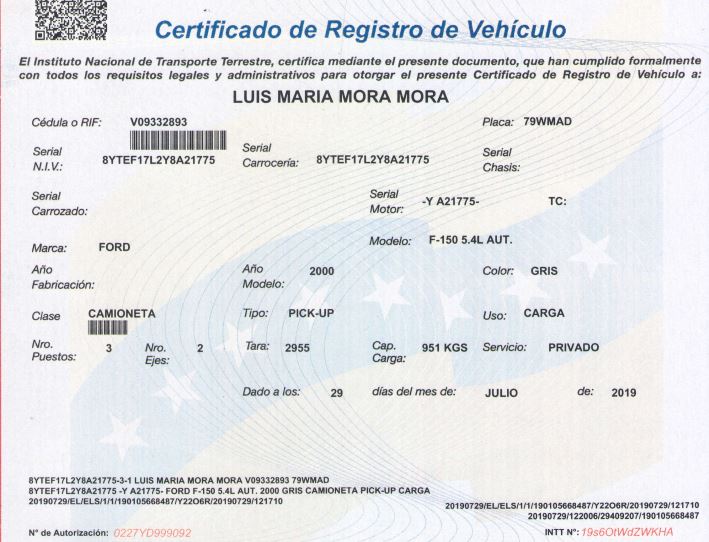 Certificado de Registro de Vehículo
El Instituto Nacional de Transporte Terrestre, certifica mediante el presente documento, que han cumplido formalmente
con todos los requisitos legales y administrativos para otorgar el presente Certificado de Registro de Vehículo a:
LUIS MARIA MORA MORA
Cédula o RIF: V09332893 Placa: 79WMAD
Serial N.I.V.: 8YTEF17L2Y8A21775 Serial Carrocería: 8YTEF17L2Y8A21775 Serial Chasis:
Serial Carrozado: Serial Motor: -Y A21775- TC:
Marca: FORD Modelo: F-150 5.4L AUT.
Año Fabricación: Año Modelo: 2000 Color: GRIS
Clase CAMIONETA Tipo: PICK-UP Uso: CARGA
Nro. Puestos: 3 Nro. Ejes: 2 Tara: 2955 Cap. Carga: 951 KGS Servicio: PRIVADO
Dado a los: 29 días del mes de: JULIO de: 2019
8YTEF17L2Y8A21775-3-1 LUIS MARIA MORA MORA V09332893 79WMAD
8YTEF17L2Y8A21775 -Y A21775- FORD F-150 5.4L AUT. 2000 GRIS CAMIONETA PICK-UP CARGA
20190729/EL/ELS/1/1/190105668487/Y22O6R/20190729/121710
20190729/EL/ELS/1/1/190105668487/Y22O6R/20190729/121710
20190729/122006/29409207/190105668487
N° de Autorización: 0227YD999092 INTT N°: 19s6OtWdZWKHA